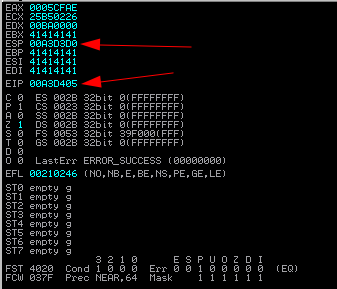 EAX 0005CFAE
ECX 25B50226
EDX 00BA0000
EBX 41414141
ESP 00A3D3D0
EBP 41414141
ESI 41414141
EDI 41414141
EIP 00A3D405
C 0 ES 002B 32bit 0(FFFFFFFF)
P 1 CS 0023 32bit 0(FFFFFFFF)
A 0 SS 002B 32bit 0(FFFFFFFF)
Z 1 DS 002B 32bit 0(FFFFFFFF)
S 0 FS 0053 32bit 39F000(FFF)
T 0 GS 002B 32bit 0(FFFFFFFF)
D 0
O 0 LastErr ERROR_SUCCESS (00000000)
EFL 00210246 (NO,NB,E,BE,NS,PE,GE,LE)
ST0 empty g
ST1 empty g
ST2 empty g
ST3 empty g
ST4 empty g
ST5 empty g
ST6 empty g
ST7 empty g
3 2 1 0 E S P U O Z D I
FST 4020 Cond 1 0 0 0 Err 0 0 1 0 0 0 0 0 (EQ)
FCW 037F Prec NEAR,64 Mask 1 1 1 1 1 1